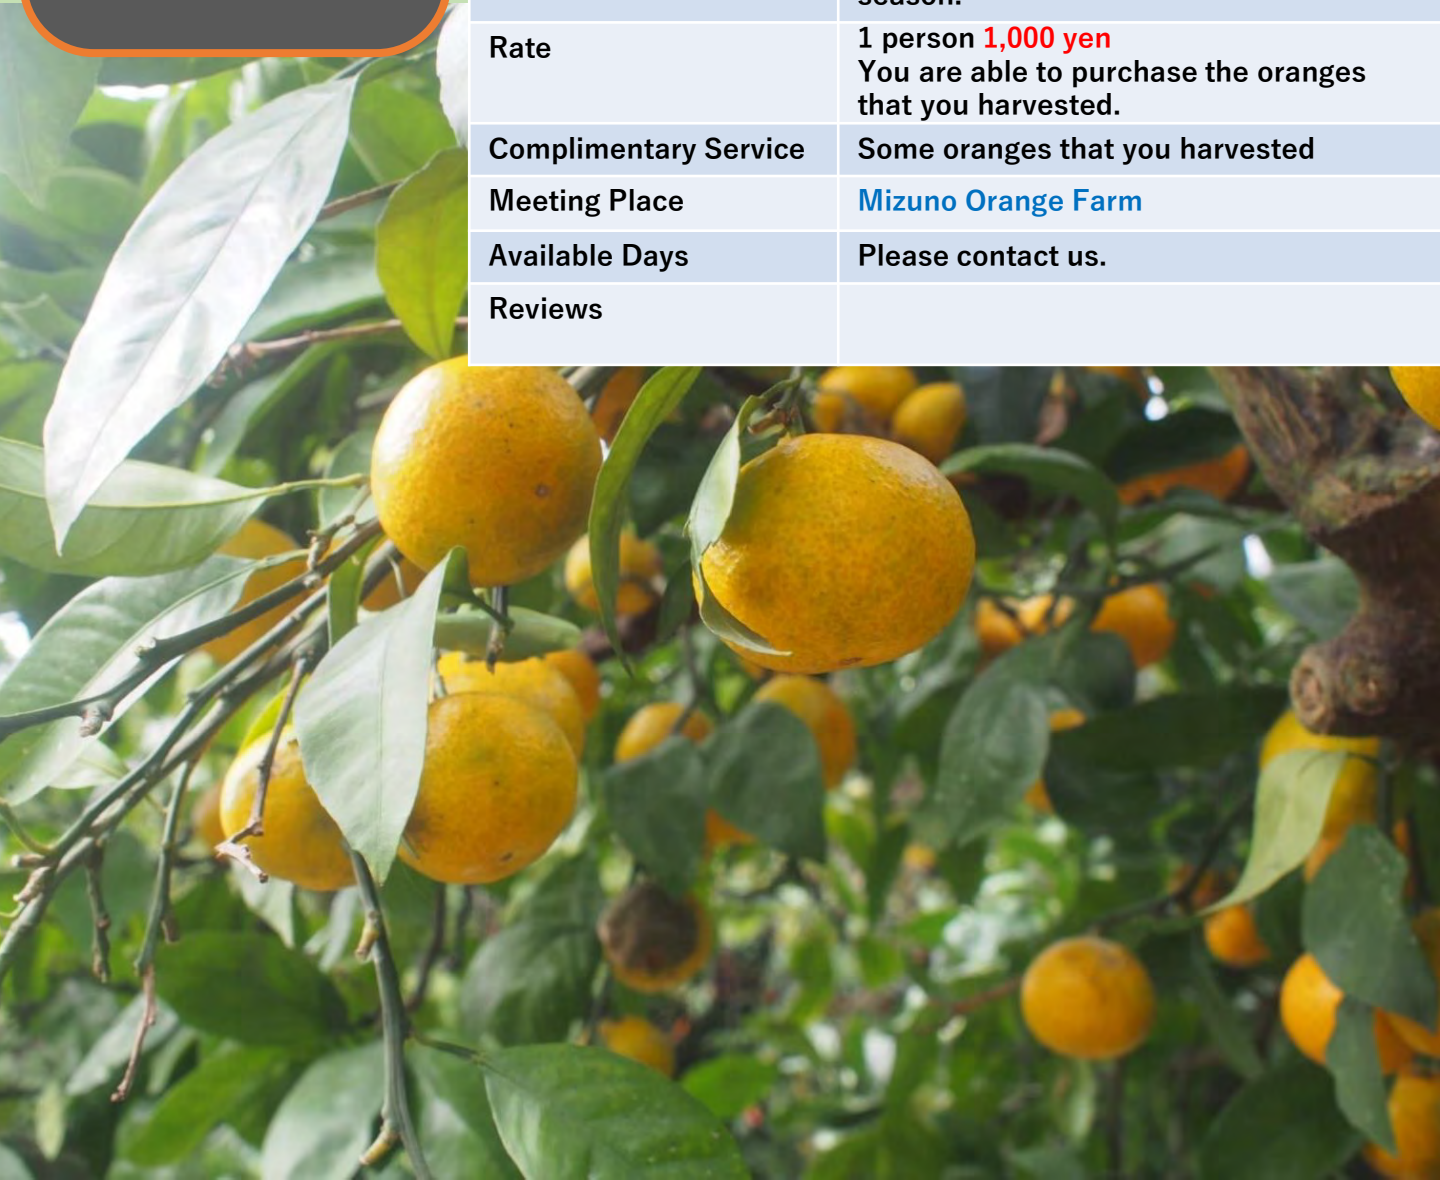 season.
Rate
1 person 1,000 yen
You are able to purchase the oranges
that you harvested.
Complimentary Service
Some oranges that you harvested
Meeting Place
Mizuno Orange Farm
Available Days
Please contact us.
Reviews